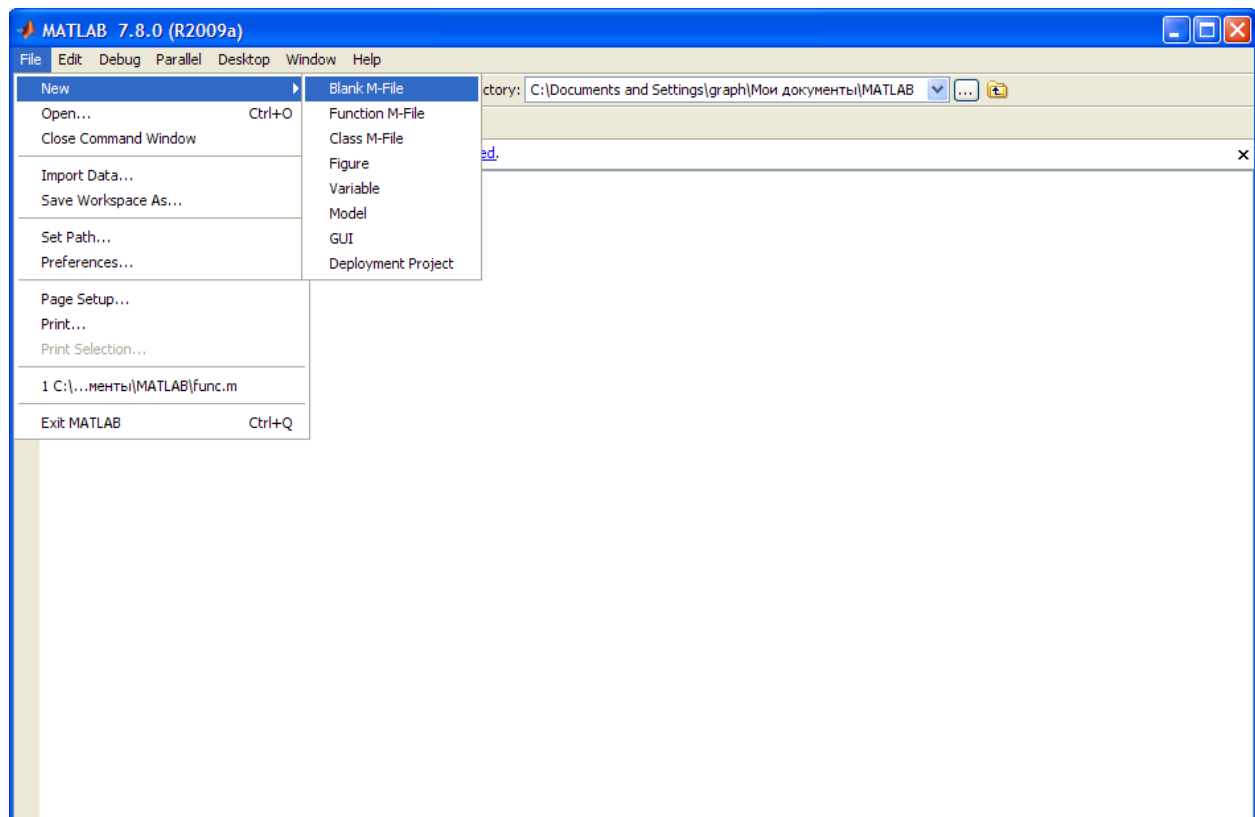 MATLAB 7.8.0 (R2009a)
File Edit Debug Parallel Desktop Window Help
ctory: C:\Documents and Settings\graph\Мои документы\MATLAB ...
ed.
New
Open... Ctrl+O
Close Command Window
Import Data...
Save Workspace As...
Set Path...
Preferences...
Page Setup...
Print...
Print Selection...
1 C:\...менты\MATLAB\func.m
Exit MATLAB Ctrl+Q
Blank M-File
Function M-File
Class M-File
Figure
Variable
Model
GUI
Deployment Project